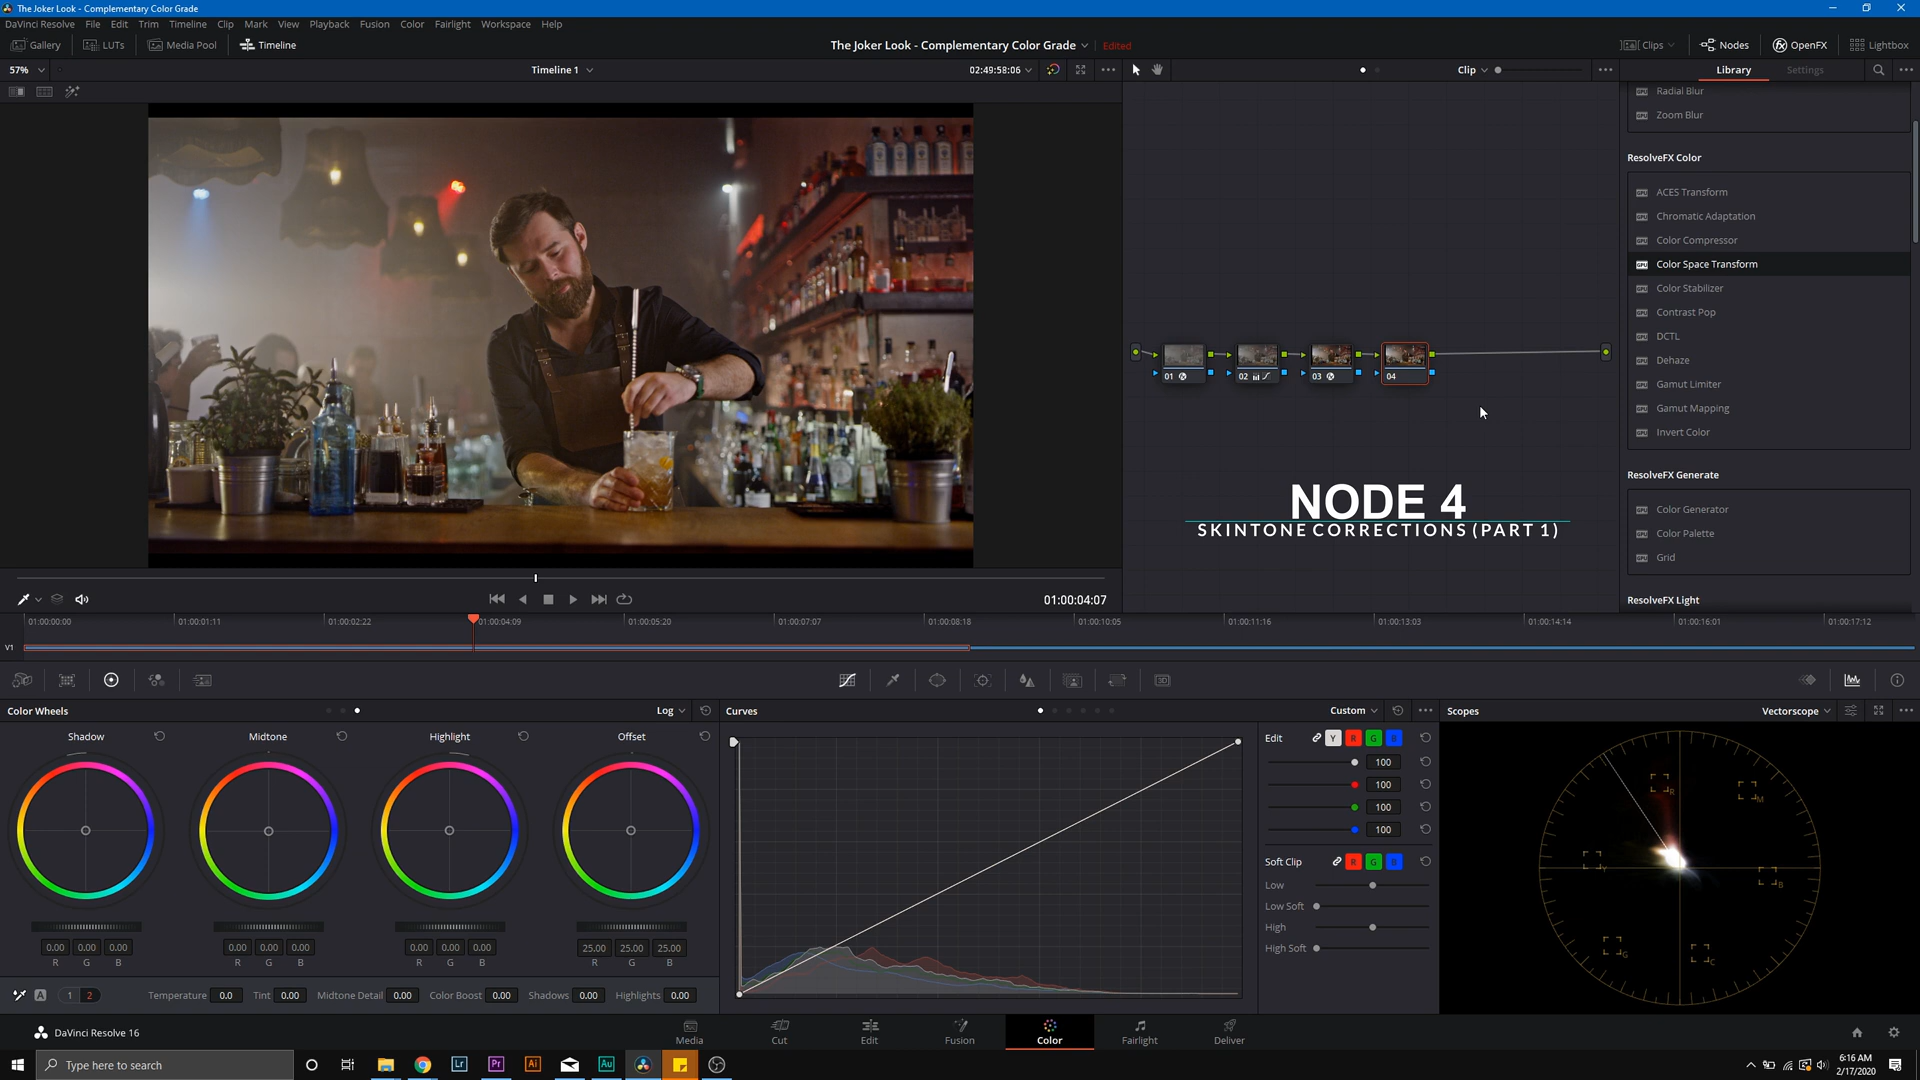 The Joker Look - Complementary Color Grade
DaVinci Resolve File Edit Trim Timeline Clip Mark View Playback Fusion Color Fairlight Workspace Help
Gallery LUTs Media Pool Timeline The Joker Look - Complementary Color Grade Edited Clips Nodes OpenFX Lightbox
57% Timeline 1 02:49:58:06 Clip Library Settings
Radial Blur
Zoom Blur
ResolveFX Color
ACES Transform
Chromatic Adaptation
Color Compressor
Color Space Transform
Color Stabilizer
Contrast Pop
DCTL
Dehaze
Gamut Limiter
Gamut Mapping
Invert Color
ResolveFX Generate
Color Generator
Color Palette
Grid
ResolveFX Light
01 02 03 04
NODE 4
SKINTONE CORRECTIONS (PART 1)
01:00:04:07
01:00:00:00 01:00:01:11 01:00:02:22 01:00:04:09 01:00:05:20 01:00:07:07 01:00:08:18 01:00:10:05 01:00:11:16 01:00:13:03 01:00:14:14 01:00:16:01 01:00:17:12
V1
Color Wheels Log Curves Custom Scopes Vectorscope
Shadow Midtone Highlight Offset
Edit Y R G B
100
100
100
100
Soft Clip R G B
Low
Low Soft
High
High Soft
R M Y B G C
0.00 0.00 0.00 0.00 0.00 0.00 0.00 0.00 0.00 25.00 25.00 25.00
R G B R G B R G B R G B
A 1 2 Temperature 0.0 Tint 0.00 Midtone Detail 0.00 Color Boost 0.00 Shadows 0.00 Highlights 0.00
DaVinci Resolve 16 Media Cut Edit Fusion Color Fairlight Deliver
Type here to search Lr Pr Ai Au
6:16 AM
2/17/2020